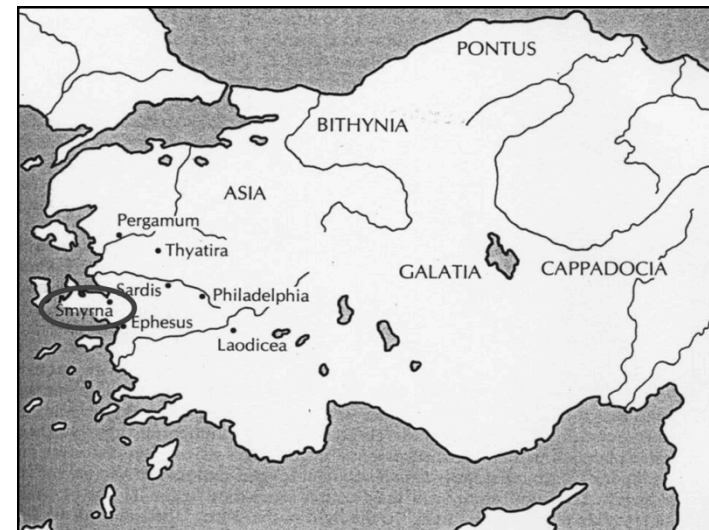 PONTUS
BITHYNIA
ASIA
Pergamum
Thyatira
GALATIA
CAPPADOCIA
Sardis
Philadelphia
Smyrna
Ephesus
Laodicea